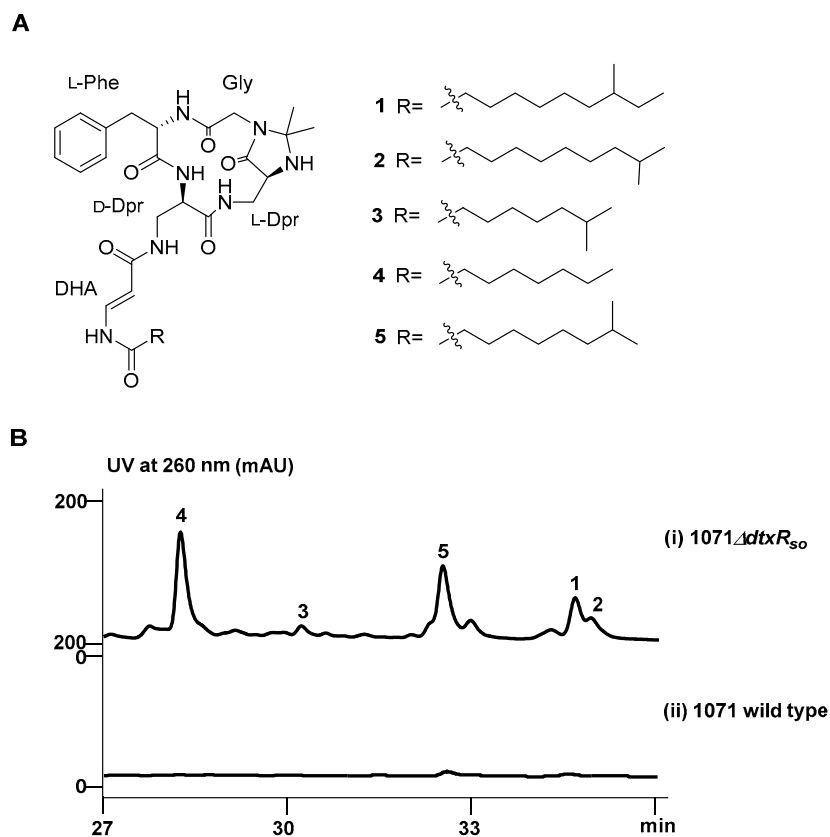 A
L-Phe
Gly
H
N
O
N
O
NH
O
NH
H
N
D-Dpr
L-Dpr
O
O
NH
DHA
HN
R
O
1 R=
2 R=
3 R=
4 R=
5 R=
B
UV at 260 nm (mAU)
200
4
5
3
1
2
(i) 1071ΔdtxRso
200
0
(ii) 1071 wild type
0
27
30
33
min